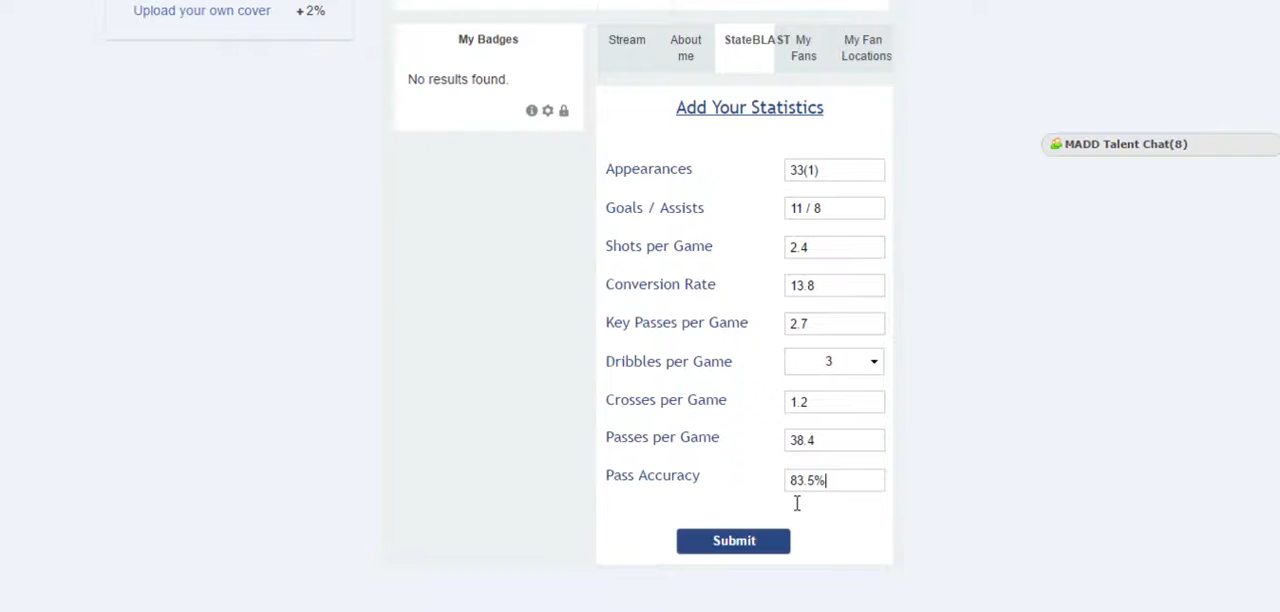 Upload your own cover +2%
My Badges
No results found.
Stream
About
me
StateBLAST
My
Fans
My Fan
Locations
Add Your Statistics
MADD Talent Chat(8)
Appearances 33(1)
Goals / Assists 11 / 8
Shots per Game 2.4
Conversion Rate 13.8
Key Passes per Game 2.7
Dribbles per Game 3
Crosses per Game 1.2
Passes per Game 38.4
Pass Accuracy 83.5%
Submit